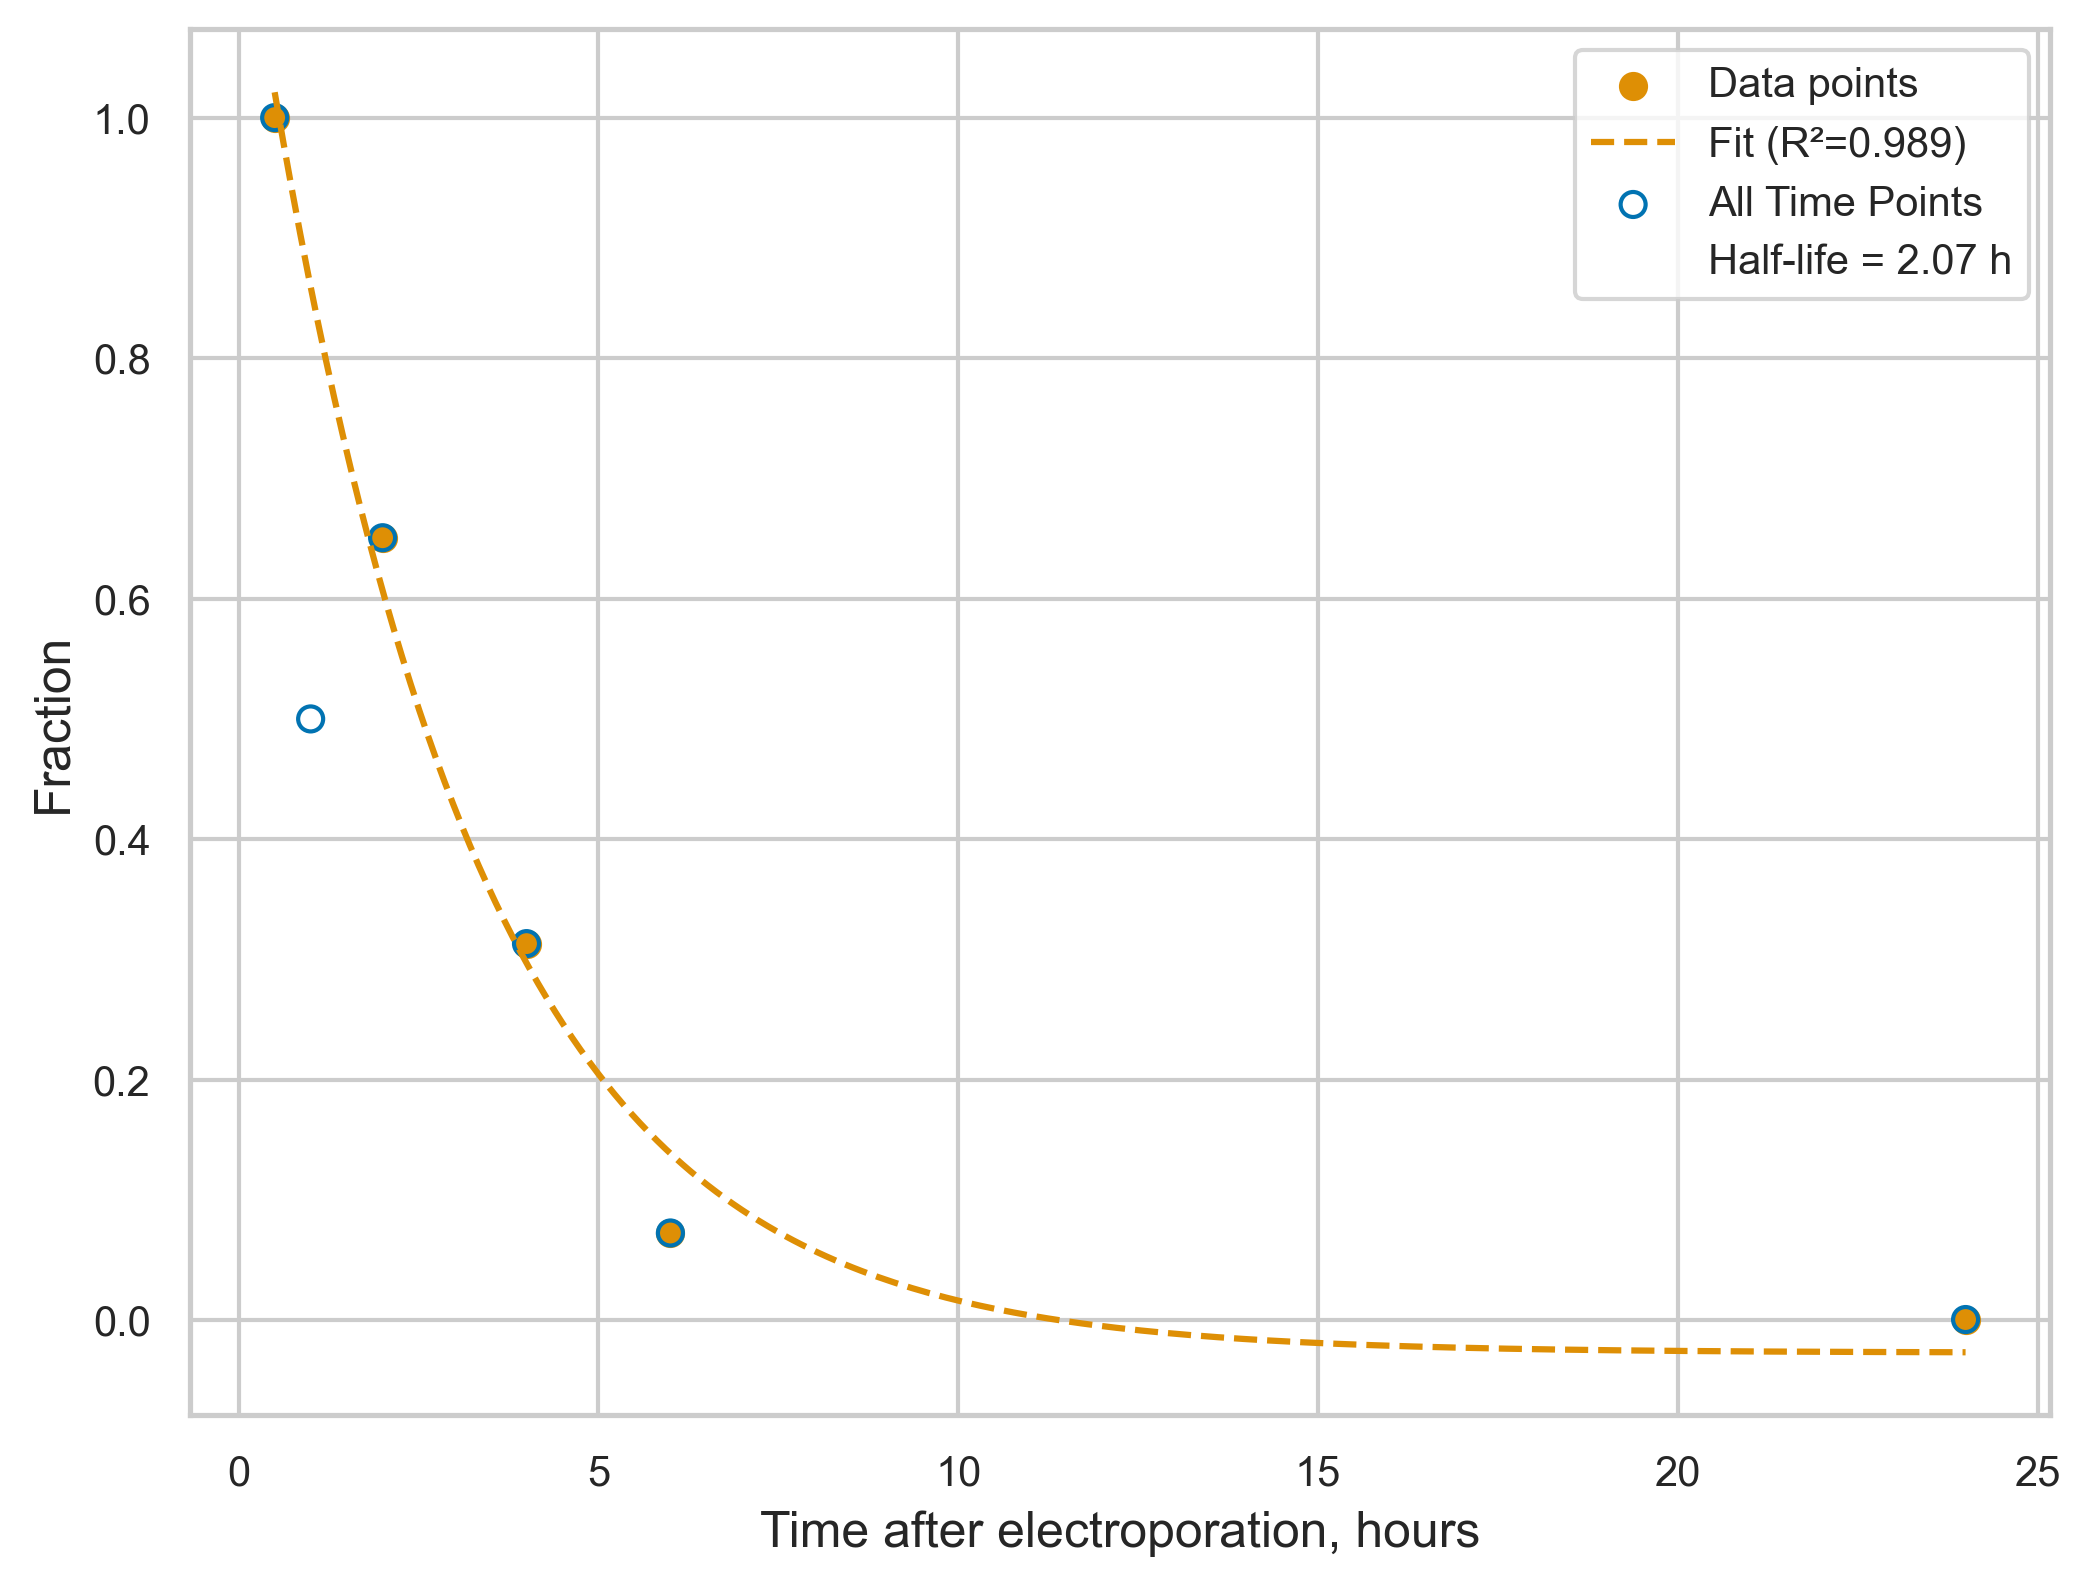 Data points
Fit (R²=0.989)
All Time Points
Half-life = 2.07 h
1.0
0.8
0.6
0.4
0.2
0.0
Fraction
0 5 10 15 20 25
Time after electroporation, hours